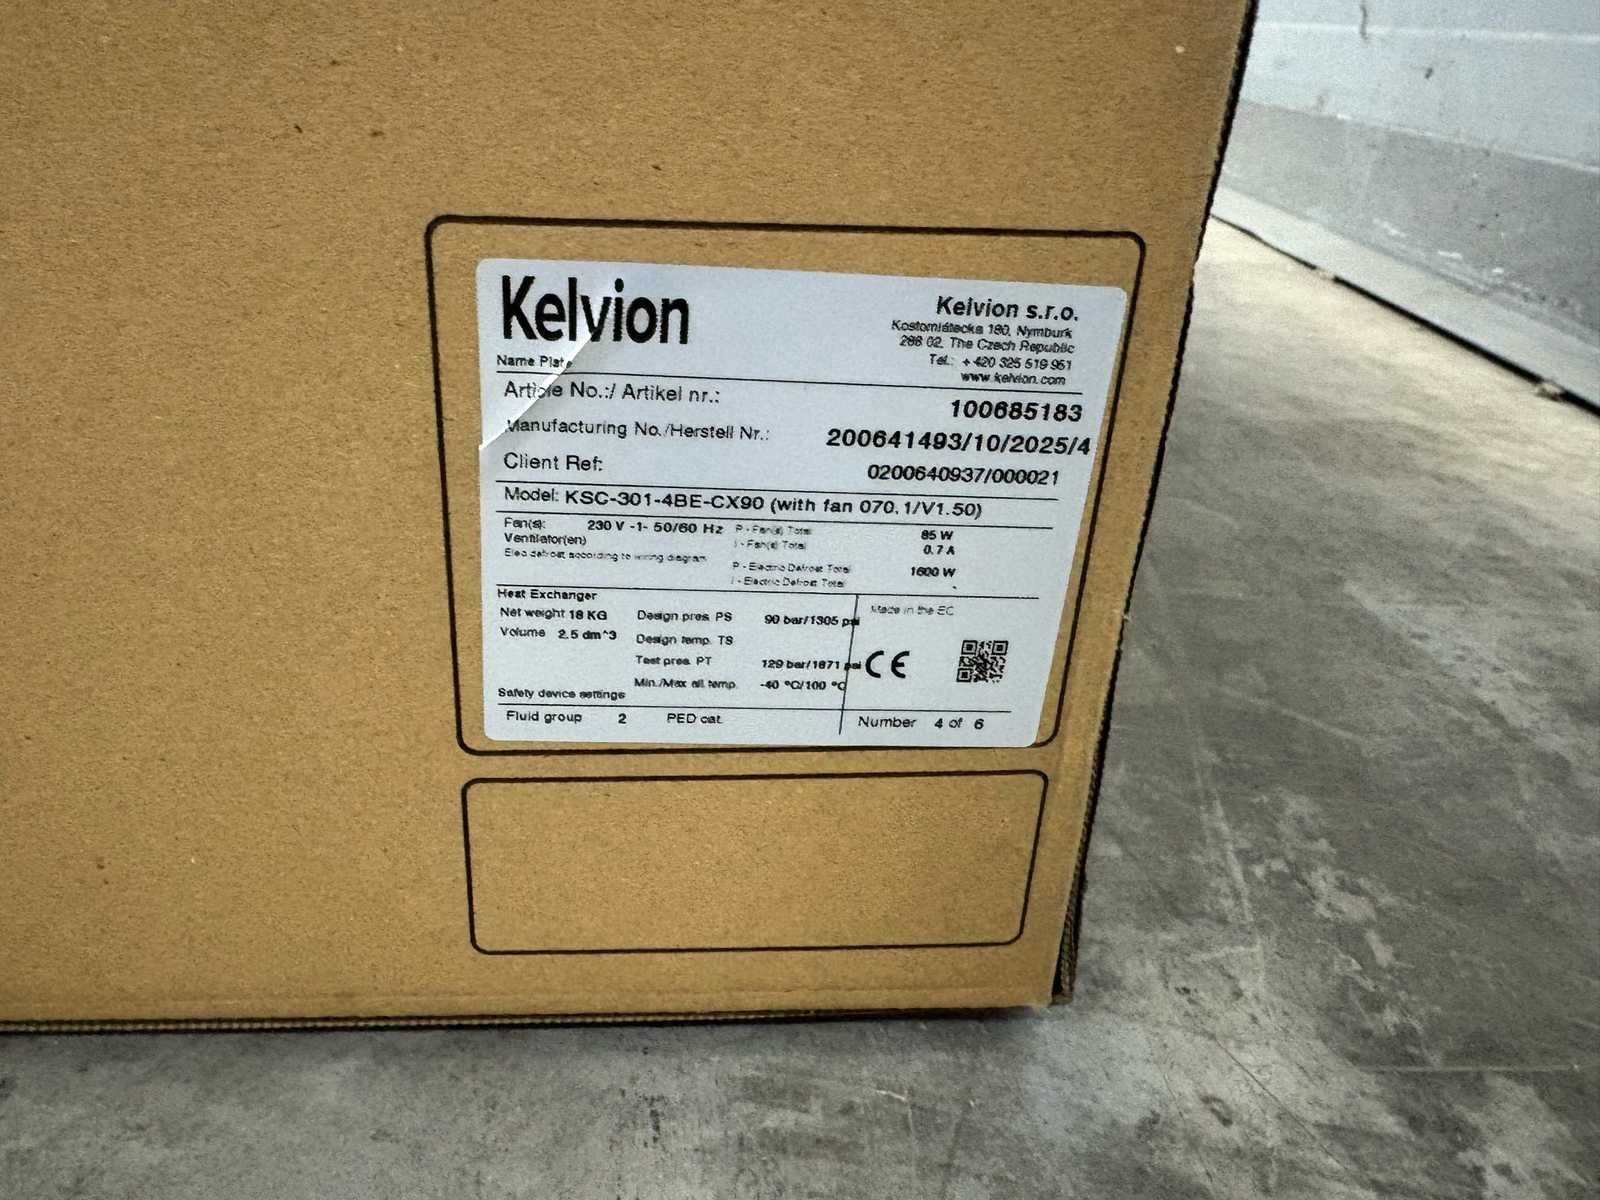 Kelvion
Kelvion s.r.o.
Kostomlátecká 180, Nymburk
288 02, The Czech Republic
Tel.: +420 325 519 951
www.kelvion.com
Name Plate
Article No.:/ Artikel nr.: 100685183
Manufacturing No./Herstell Nr.: 200641493/10/2025/4
Client Ref: 0200640937/000021
Model: KSC-301-4BE-CX90 (with fan 070.1/V1.50)
Fan(s): 230 V -1- 50/60 Hz P - Fan(s) Total 85 W
Ventilator(en) I - Fan(s) Total 0.7 A
Elec defrost according to wiring diagram
P - Electric Defrost Total 1600 W
I - Electric Defrost Total -
Heat Exchanger
Net weight 18 KG Design pres. PS 90 bar/1305 psi
Volume 2.5 dm^3 Design temp. TS
Test pres. PT 129 bar/1871 psi
Min./Max all. temp. -40 °C/100 °C
Safety device settings
Made in the EC
CE
Fluid group 2 PED cat. Number 4 of 6